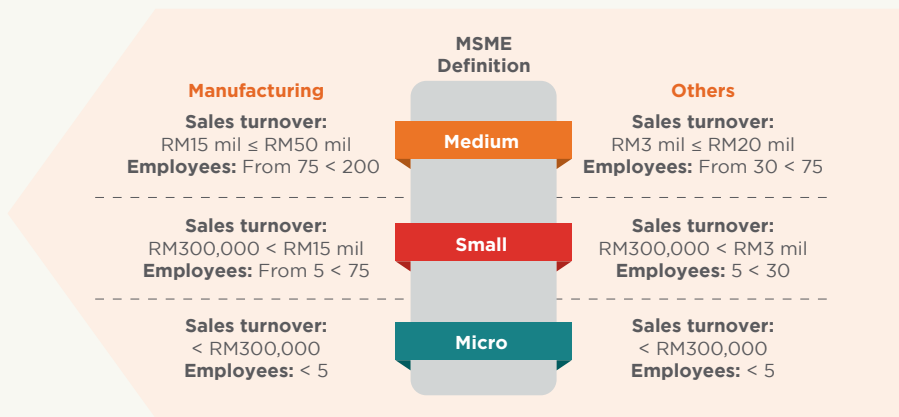 MSME
Definition
Manufacturing
Others
Sales turnover:
RM15 mil ≤ RM50 mil
Employees: From 75 < 200
Medium
Sales turnover:
RM3 mil ≤ RM20 mil
Employees: From 30 < 75
Sales turnover:
RM300,000 < RM15 mil
Employees: From 5 < 75
Small
Sales turnover:
RM300,000 < RM3 mil
Employees: 5 < 30
Sales turnover:
< RM300,000
Employees: < 5
Micro
Sales turnover:
< RM300,000
Employees: < 5